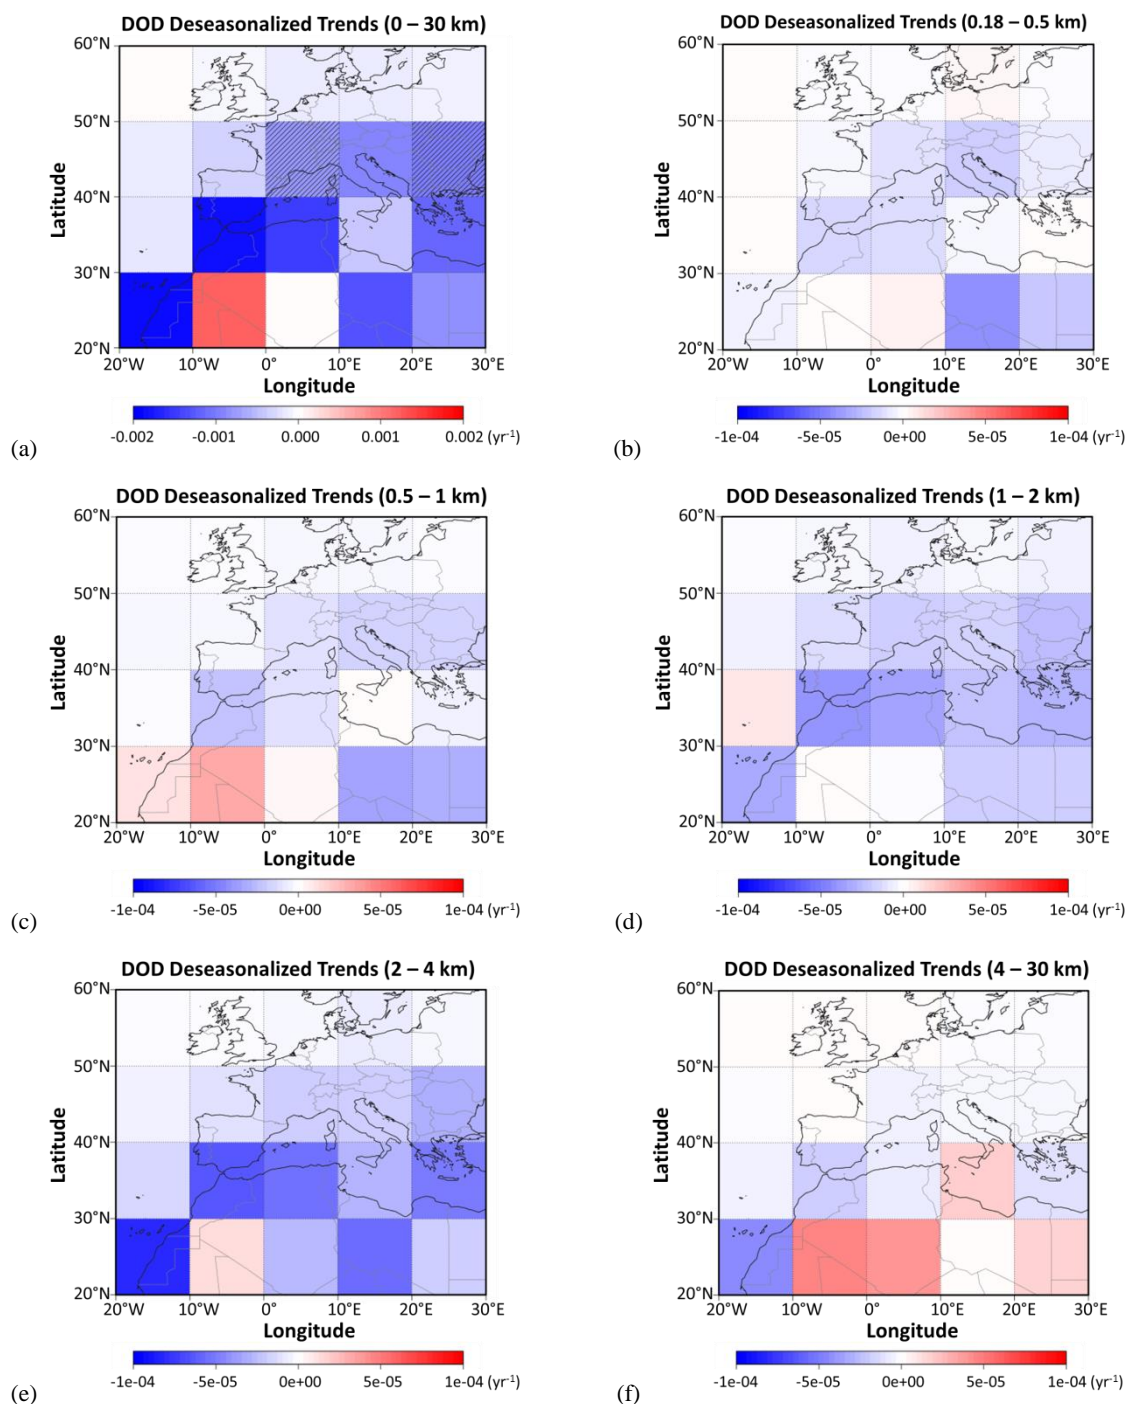 DOD Deseasonalized Trends (0 – 30 km)
60°N
50°N
40°N
30°N
20°N
Latitude
20°W 10°W 0° 10°E 20°E 30°E
Longitude
-0.002 -0.001 0.000 0.001 0.002 (yr-1)
(a)
DOD Deseasonalized Trends (0.18 – 0.5 km)
60°N
50°N
40°N
30°N
20°N
Latitude
20°W 10°W 0° 10°E 20°E 30°E
Longitude
-1e-04 -5e-05 0e+00 5e-05 1e-04 (yr-1)
(b)
DOD Deseasonalized Trends (0.5 – 1 km)
60°N
50°N
40°N
30°N
20°N
Latitude
20°W 10°W 0° 10°E 20°E 30°E
Longitude
-1e-04 -5e-05 0e+00 5e-05 1e-04 (yr-1)
(c)
DOD Deseasonalized Trends (1 – 2 km)
60°N
50°N
40°N
30°N
20°N
Latitude
20°W 10°W 0° 10°E 20°E 30°E
Longitude
-1e-04 -5e-05 0e+00 5e-05 1e-04 (yr-1)
(d)
DOD Deseasonalized Trends (2 – 4 km)
60°N
50°N
40°N
30°N
20°N
Latitude
20°W 10°W 0° 10°E 20°E 30°E
Longitude
-1e-04 -5e-05 0e+00 5e-05 1e-04 (yr-1)
(e)
DOD Deseasonalized Trends (4 – 30 km)
60°N
50°N
40°N
30°N
20°N
Latitude
20°W 10°W 0° 10°E 20°E 30°E
Longitude
-1e-04 -5e-05 0e+00 5e-05 1e-04 (yr-1)
(f)